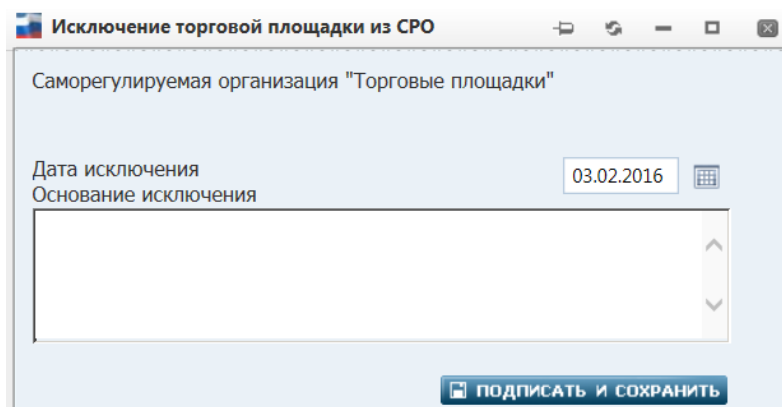 Исключение торговой площадки из СРО
Саморегулируемая организация "Торговые площадки"
Дата исключения
03.02.2016
Основание исключения
ПОДПИСАТЬ И СОХРАНИТЬ